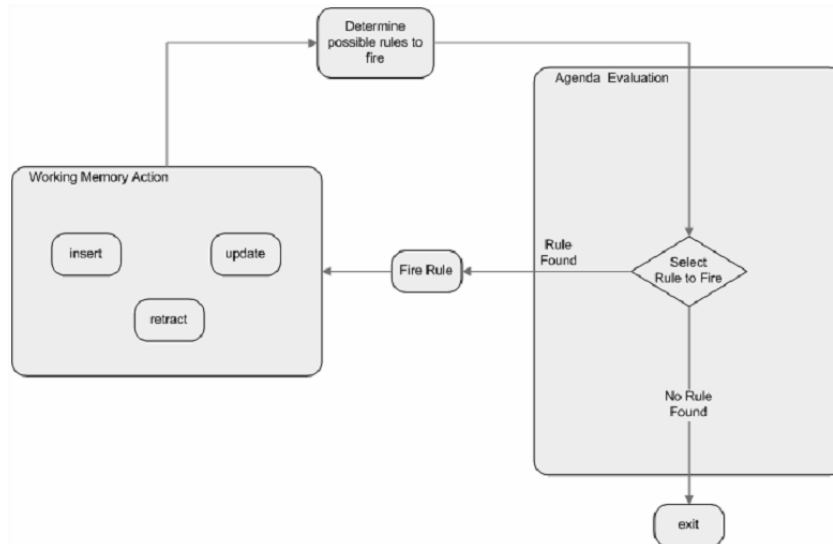 Determine
possible rules to
fire
Agenda Evaluation
Working Memory Action
insert
update
retract
Fire Rule
Rule
Found
Select
Rule to Fire
No Rule
Found
exit